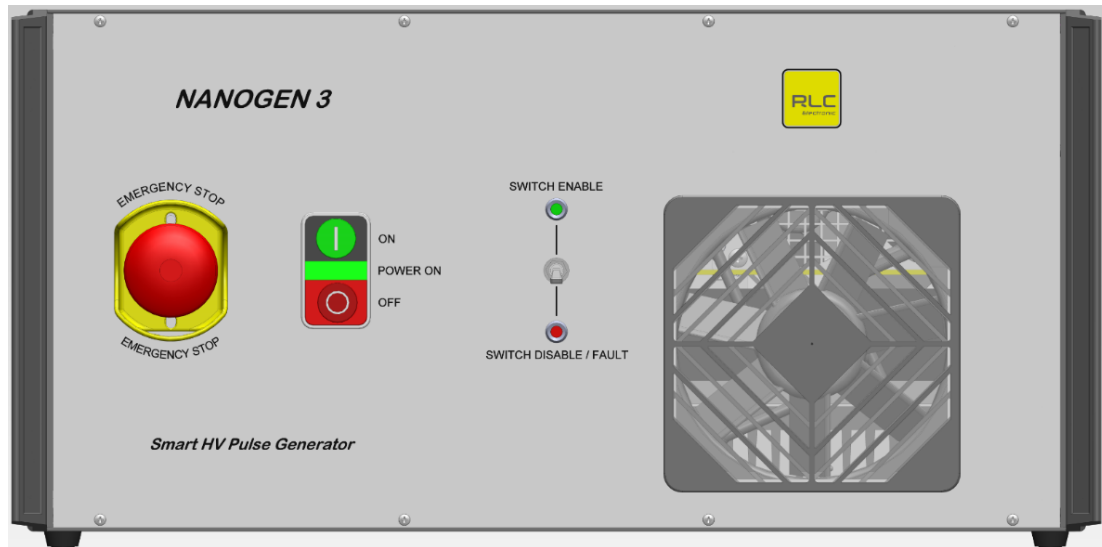 NANOGEN 3
RLC
ELECTRONIC
EMERGENCY STOP
SWITCH ENABLE
ON
POWER ON
OFF
EMERGENCY STOP
SWITCH DISABLE / FAULT
Smart HV Pulse Generator